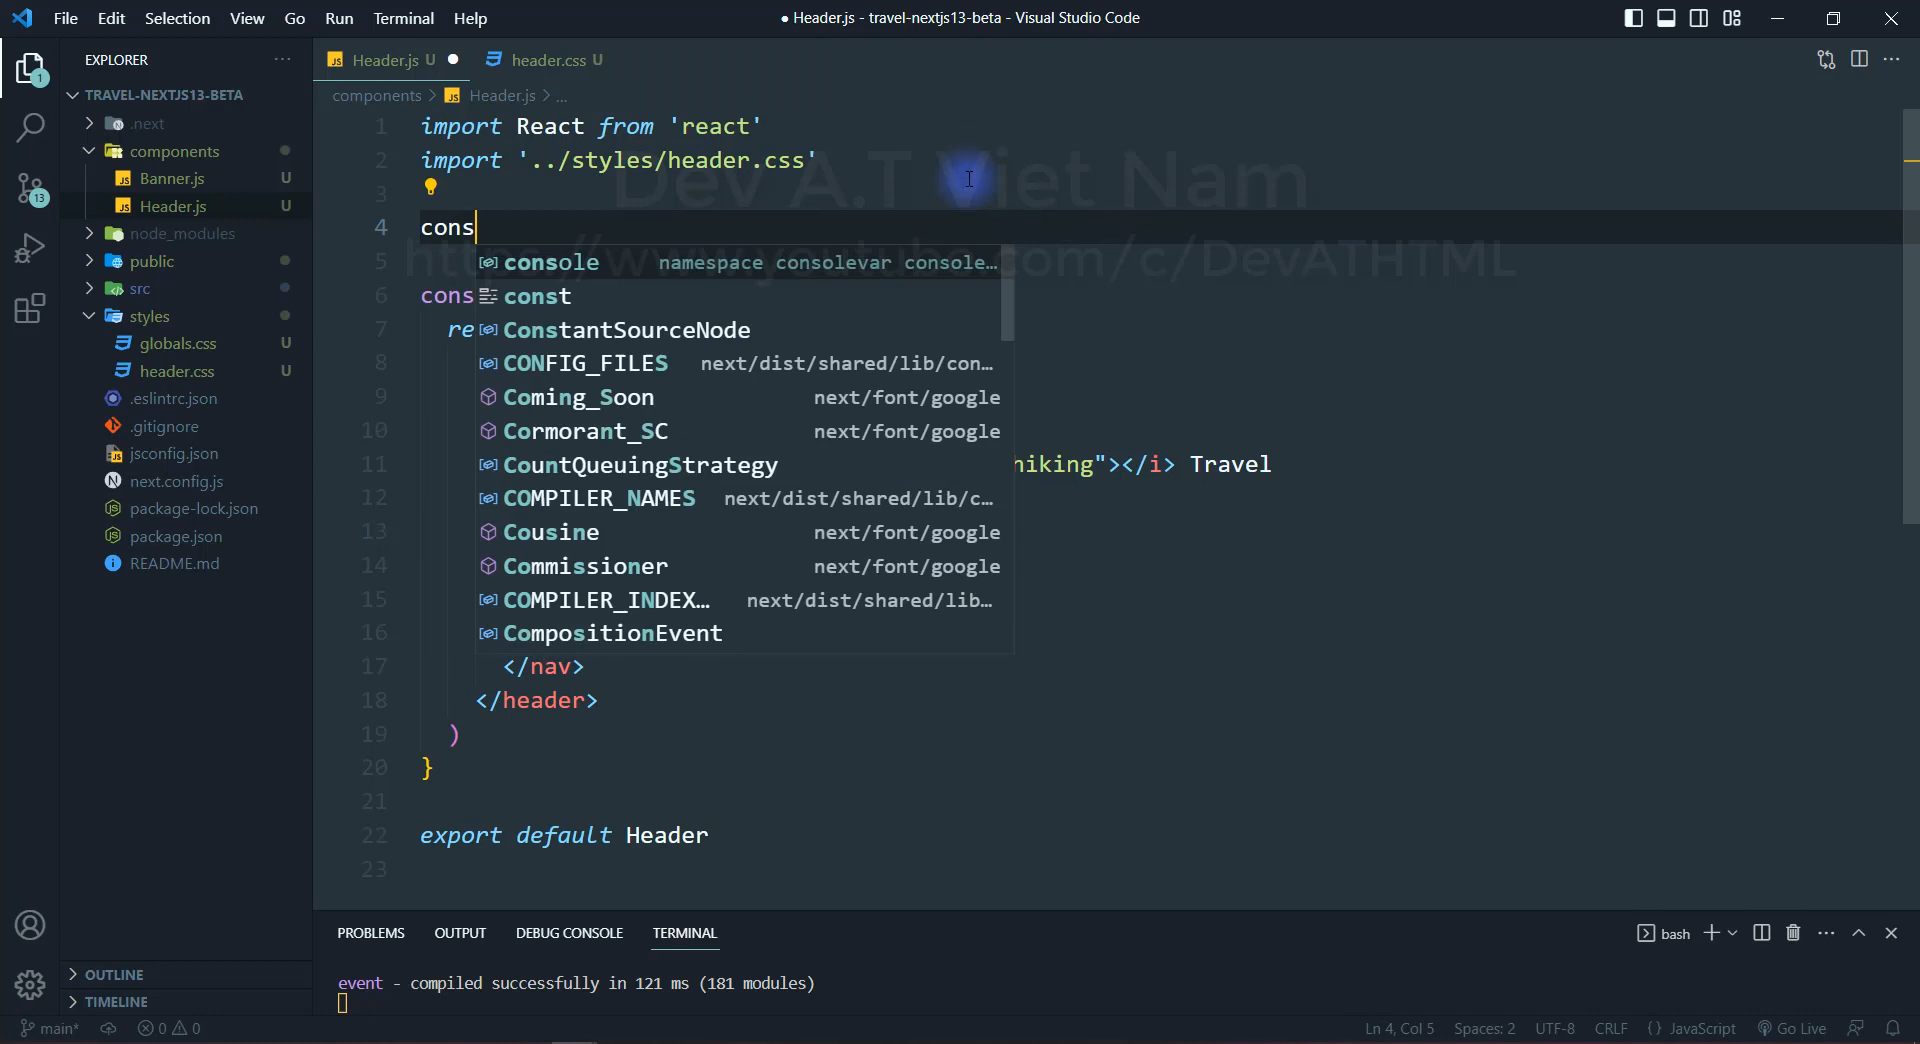 File Edit Selection View Go Run Terminal Help
● Header.js - travel-nextjs13-beta - Visual Studio Code
EXPLORER
TRAVEL-NEXTJS13-BETA
.next
components
Banner.js U
Header.js U
node_modules
public
src
styles
globals.css U
header.css U
.eslintrc.json
.gitignore
jsconfig.json
next.config.js
package-lock.json
package.json
README.md
OUTLINE
TIMELINE
1
13
Header.js U
header.css U
components > Header.js > ...
Dev A.T Viet Nam
https://www.youtube.com/c/DevATHTML
1 import React from 'react'
2 import '../styles/header.css'
3
4 cons
5
6 cons
7 re
8
9
10
11 hiking"></i> Travel
12
13
14
15
16
17 </nav>
18 </header>
19 )
20 }
21
22 export default Header
23
console namespace consolevar console…
const
ConstantSourceNode
CONFIG_FILES next/dist/shared/lib/con…
Coming_Soon next/font/google
Cormorant_SC next/font/google
CountQueuingStrategy
COMPILER_NAMES next/dist/shared/lib/c…
Cousine next/font/google
Commissioner next/font/google
COMPILER_INDEX… next/dist/shared/lib…
CompositionEvent
PROBLEMS OUTPUT DEBUG CONSOLE TERMINAL
bash
event - compiled successfully in 121 ms (181 modules)
main* 0 0
Ln 4, Col 5 Spaces: 2 UTF-8 CRLF {} JavaScript Go Live